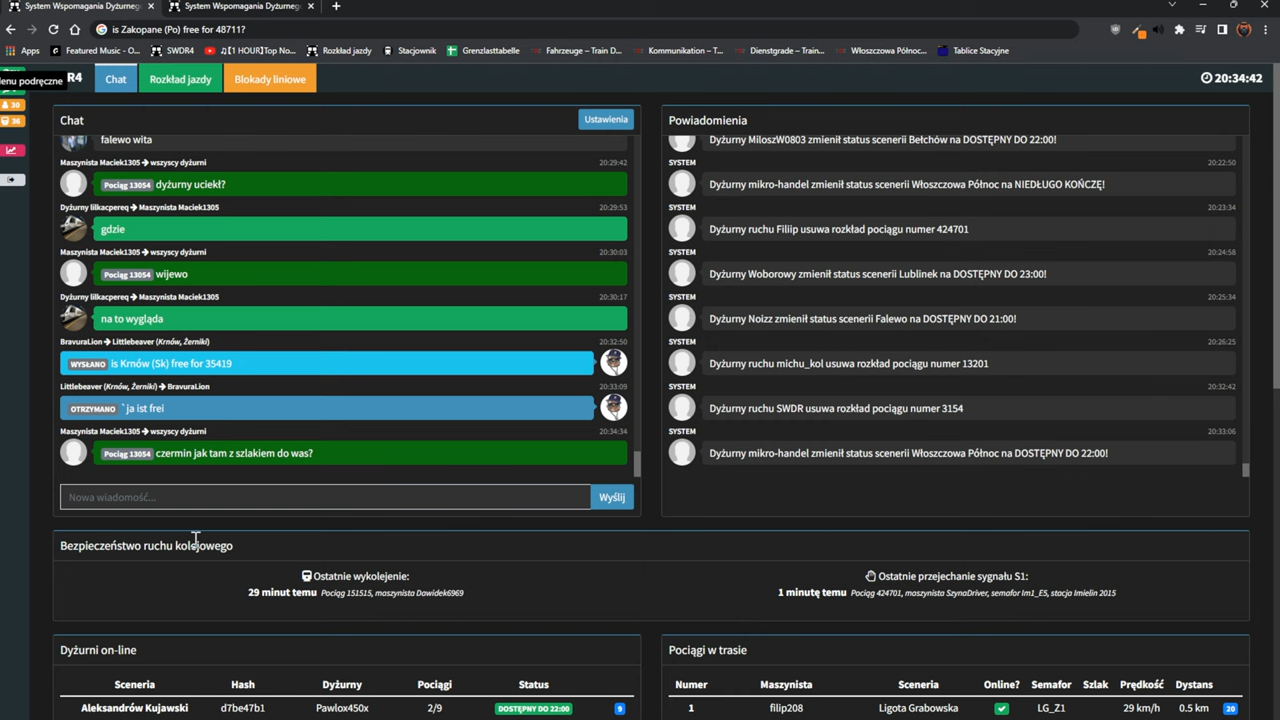 System Wspomagania Dyżurnego
System Wspomagania Dyżurnego
is Zakopane (Po) free for 48711?
Apps
Featured Music - O...
SWDR4
【1 HOUR】Top No...
Rozkład jazdy
Stacjownik
Grenzlasttabelle
Fahrzeuge – Train D...
Kommunikation – T...
Dienstgrade – Train...
Włoszczowa Północ...
Tablice Stacyjne
enu podręczne
R4
Chat
Rozkład jazdy
Blokady liniowe
20:34:42
30
36
Chat
Ustawienia
falewo wita
Maszynista Maciek1305 → wszyscy dyżurni 20:29:42
Pociąg 13054 dyżurny uciekł?
Dyżurny lilkacpereq → Maszynista Maciek1305 20:29:53
gdzie
Maszynista Maciek1305 → wszyscy dyżurni 20:30:03
Pociąg 13054 wijewo
Dyżurny lilkacpereq → Maszynista Maciek1305 20:30:17
na to wygląda
BravuraLion → Littlebeaver (Krnów, Żerniki) 20:32:50
WYSŁANO is Krnów (Sk) free for 35419
Littlebeaver (Krnów, Żerniki) → BravuraLion 20:33:09
OTRZYMANO `ja ist frei
Maszynista Maciek1305 → wszyscy dyżurni 20:34:34
Pociąg 13054 czermin jak tam z szlakiem do was?
Nowa wiadomość...
Wyślij
Powiadomienia
Dyżurny MiloszW0803 zmienił status scenerii Bełchów na DOSTĘPNY DO 22:00!
SYSTEM 20:22:50
Dyżurny mikro-handel zmienił status scenerii Włoszczowa Północ na NIEDŁUGO KOŃCZĘ!
SYSTEM 20:23:34
Dyżurny ruchu Filiip usuwa rozkład pociągu numer 424701
SYSTEM 20:24:58
Dyżurny Woborowy zmienił status scenerii Lublinek na DOSTĘPNY DO 23:00!
SYSTEM 20:25:34
Dyżurny Noizz zmienił status scenerii Falewo na DOSTĘPNY DO 21:00!
SYSTEM 20:26:25
Dyżurny ruchu michu_kol usuwa rozkład pociągu numer 13201
SYSTEM 20:32:42
Dyżurny ruchu SWDR usuwa rozkład pociągu numer 3154
SYSTEM 20:33:06
Dyżurny mikro-handel zmienił status scenerii Włoszczowa Północ na DOSTĘPNY DO 22:00!
Bezpieczeństwo ruchu kolejowego
Ostatnie wykolejenie:
29 minut temu Pociąg 151515, maszynista Dawidek6969
Ostatnie przejechanie sygnału S1:
1 minutę temu Pociąg 424701, maszynista SzynaDriver, semafor Im1_E5, stacja Imielin 2015
Dyżurni on-line
Sceneria Hash Dyżurny Pociągi Status
Aleksandrów Kujawski d7be47b1 Pawlox450x 2/9 DOSTĘPNY DO 22:00 9
Pociągi w trasie
Numer Maszynista Sceneria Online? Semafor Szlak Prędkość Dystans
1 filip208 Ligota Grabowska LG_Z1 29 km/h 0.5 km 20